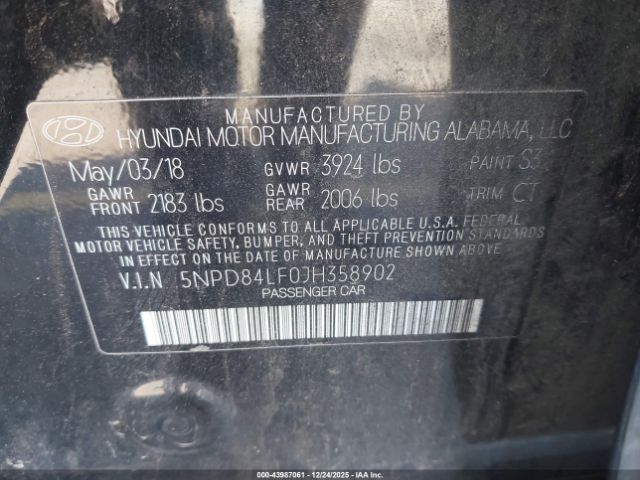 MANUFACTURED BY
HYUNDAI MOTOR MANUFACTURING ALABAMA, LLC
May/03/18 GVWR 3924 lbs PAINT S3
GAWR FRONT 2183 lbs GAWR REAR 2006 lbs TRIM CT
THIS VEHICLE CONFORMS TO ALL APPLICABLE U.S.A. FEDERAL
MOTOR VEHICLE SAFETY, BUMPER, AND THEFT PREVENTION STANDARDS
IN EFFECT ON THE DATE OF MANUFACTURE SHOWN ABOVE.
V.I.N 5NPD84LF0JH358902
PASSENGER CAR
000-43987061 - 12/24/2025 - IAAI.COM